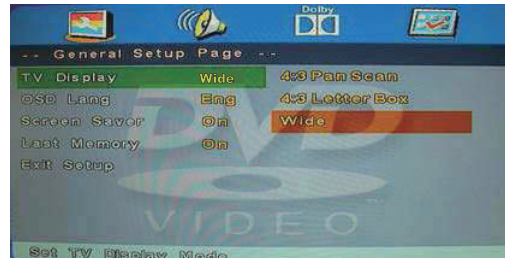 Dolby
-- General Setup Page --
TV Display Wide 4:3 Pan Scan
OSD Lang Eng 4:3 Letter Box
Screen Saver On Wide
Last Memory On
Exit Setup
DVD
VIDEO
Set TV Display Mode